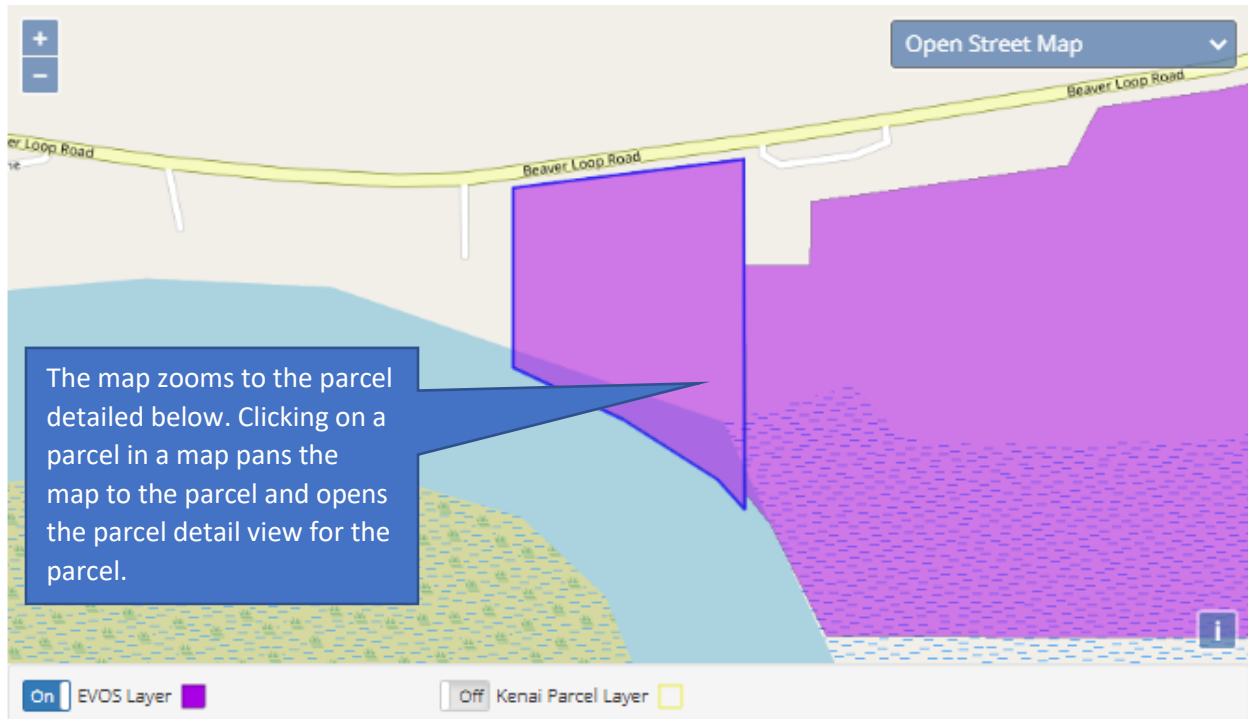 +
−
Open Street Map
Beaver Loop Road
er Loop Road
ne
Beaver Loop Road
The map zooms to the parcel
detailed below. Clicking on a
parcel in a map pans the
map to the parcel and opens
the parcel detail view for the
parcel.
i
On EVOS Layer
Off Kenai Parcel Layer